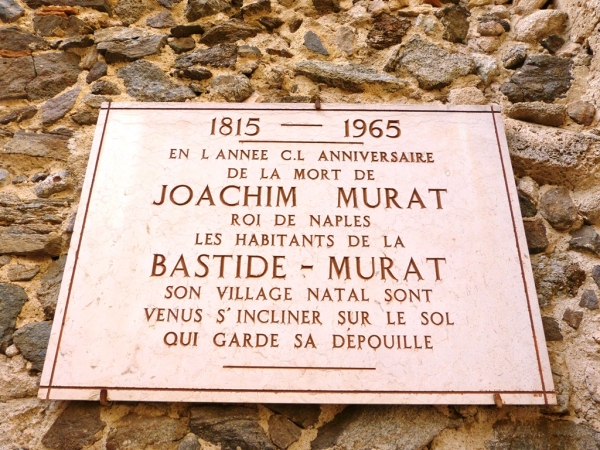 1815 — 1965
EN L ANNEE C.L ANNIVERSAIRE
DE LA MORT DE
JOACHIM MURAT
ROI DE NAPLES
LES HABITANTS DE LA
BASTIDE - MURAT
SON VILLAGE NATAL SONT
VENUS S'INCLINER SUR LE SOL
QUI GARDE SA DÉPOUILLE